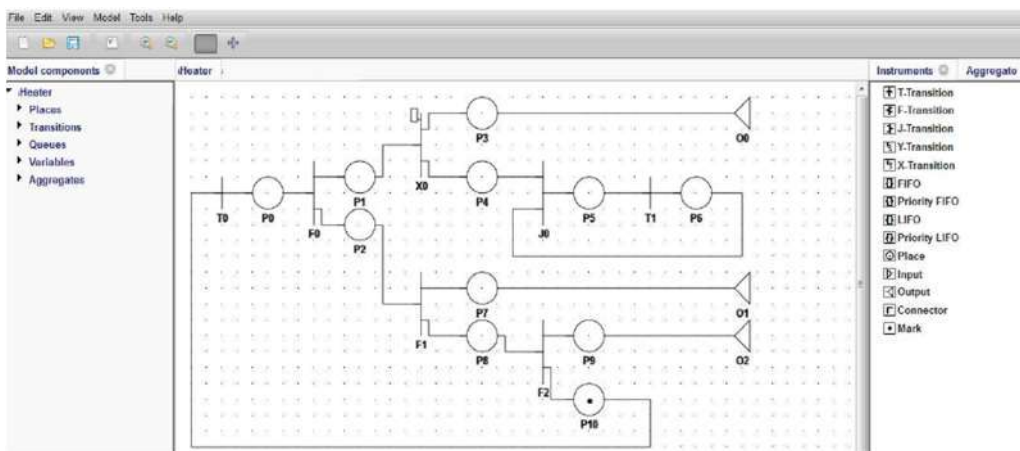 File Edit View Model Tools Help
Model components
Heater
Instruments
Aggregato
Heater
Places
Transitions
Queues
Variables
Aggregates
T-Transition
F-Transition
J-Transition
Y-Transition
X-Transition
FIFO
Priority FIFO
LIFO
Priority LIFO
Place
Input
Output
Connector
Mark
P3
O0
X0
T0
P0
F0
P1
P4
J0
P5
T1
P6
P2
P7
O1
F1
P8
P9
O2
F2
P10